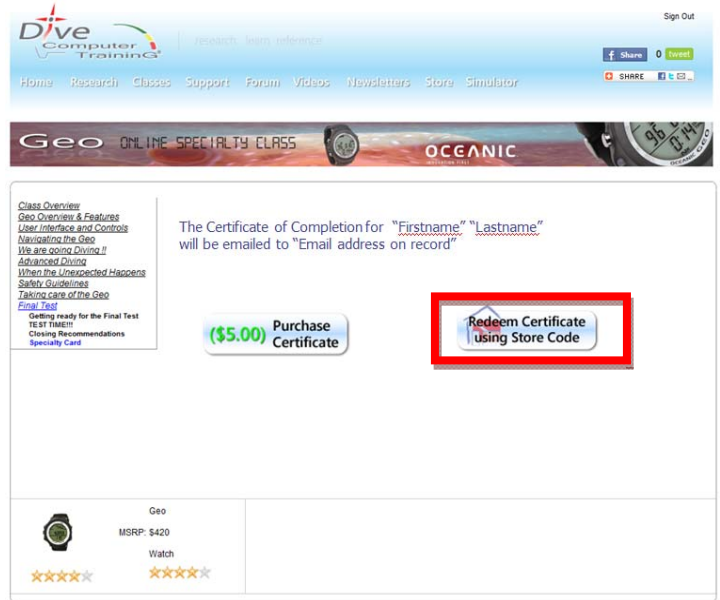 Sign Out
Dive
Computer
TraininG
research learn reference
Share 0 tweet
SHARE
Home Research Classes Support Forum Videos Newsletters Store Simulator
Geo ONLINE SPECIALTY CLASS
OCEANIC
Class Overview
Geo Overview & Features
User Interface and Controls
Navigating the Geo
We are going Diving !!
Advanced Diving
When the Unexpected Happens
Safety Guidelines
Taking care of the Geo
Final Test
Getting ready for the Final Test
TEST TIME!!!
Closing Recommendations
Specialty Card
The Certificate of Completion for “Firstname” “Lastname”
will be emailed to “Email address on record”
($5.00) Purchase
Certificate
Redeem Certificate
using Store Code
Geo
MSRP: $420
Watch